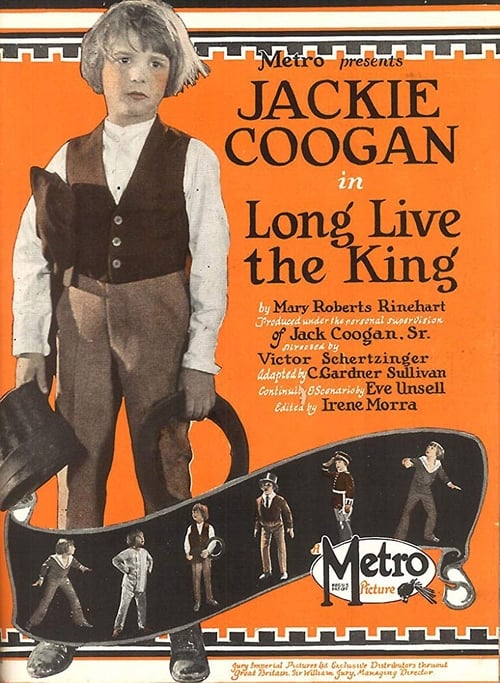 Metro presents
JACKIE
COOGAN
in
Long Live
the King
by Mary Roberts Rinehart
Produced under the personal supervision
of Jack Coogan, Sr.
Directed by
Victor Schertzinger
Adapted by C. Gardner Sullivan
Continuity & Scenario by Eve Unsell
Edited by Irene Morra
A
Metro
Picture
Jury Imperial Pictures Ltd Exclusive Distributors thruout
Great Britain. Sir William Jury, Managing Director